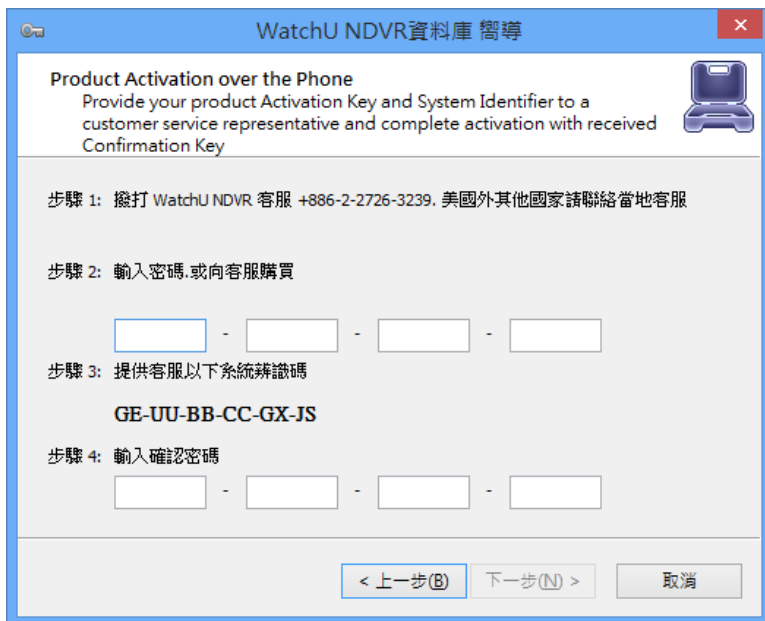 WatchU NDVR資料庫 嚮導
Product Activation over the Phone
Provide your product Activation Key and System Identifier to a
customer service representative and complete activation with received
Confirmation Key
步驟 1: 撥打 WatchU NDVR 客服 +886-2-2726-3239. 美國外其他國家請聯絡當地客服
步驟 2: 輸入密碼.或向客服購買
- - -
步驟 3: 提供客服以下系統辨識碼
GE-UU-BB-CC-GX-JS
步驟 4: 輸入確認密碼
- - -
< 上一步(B) 下一步(N) > 取消